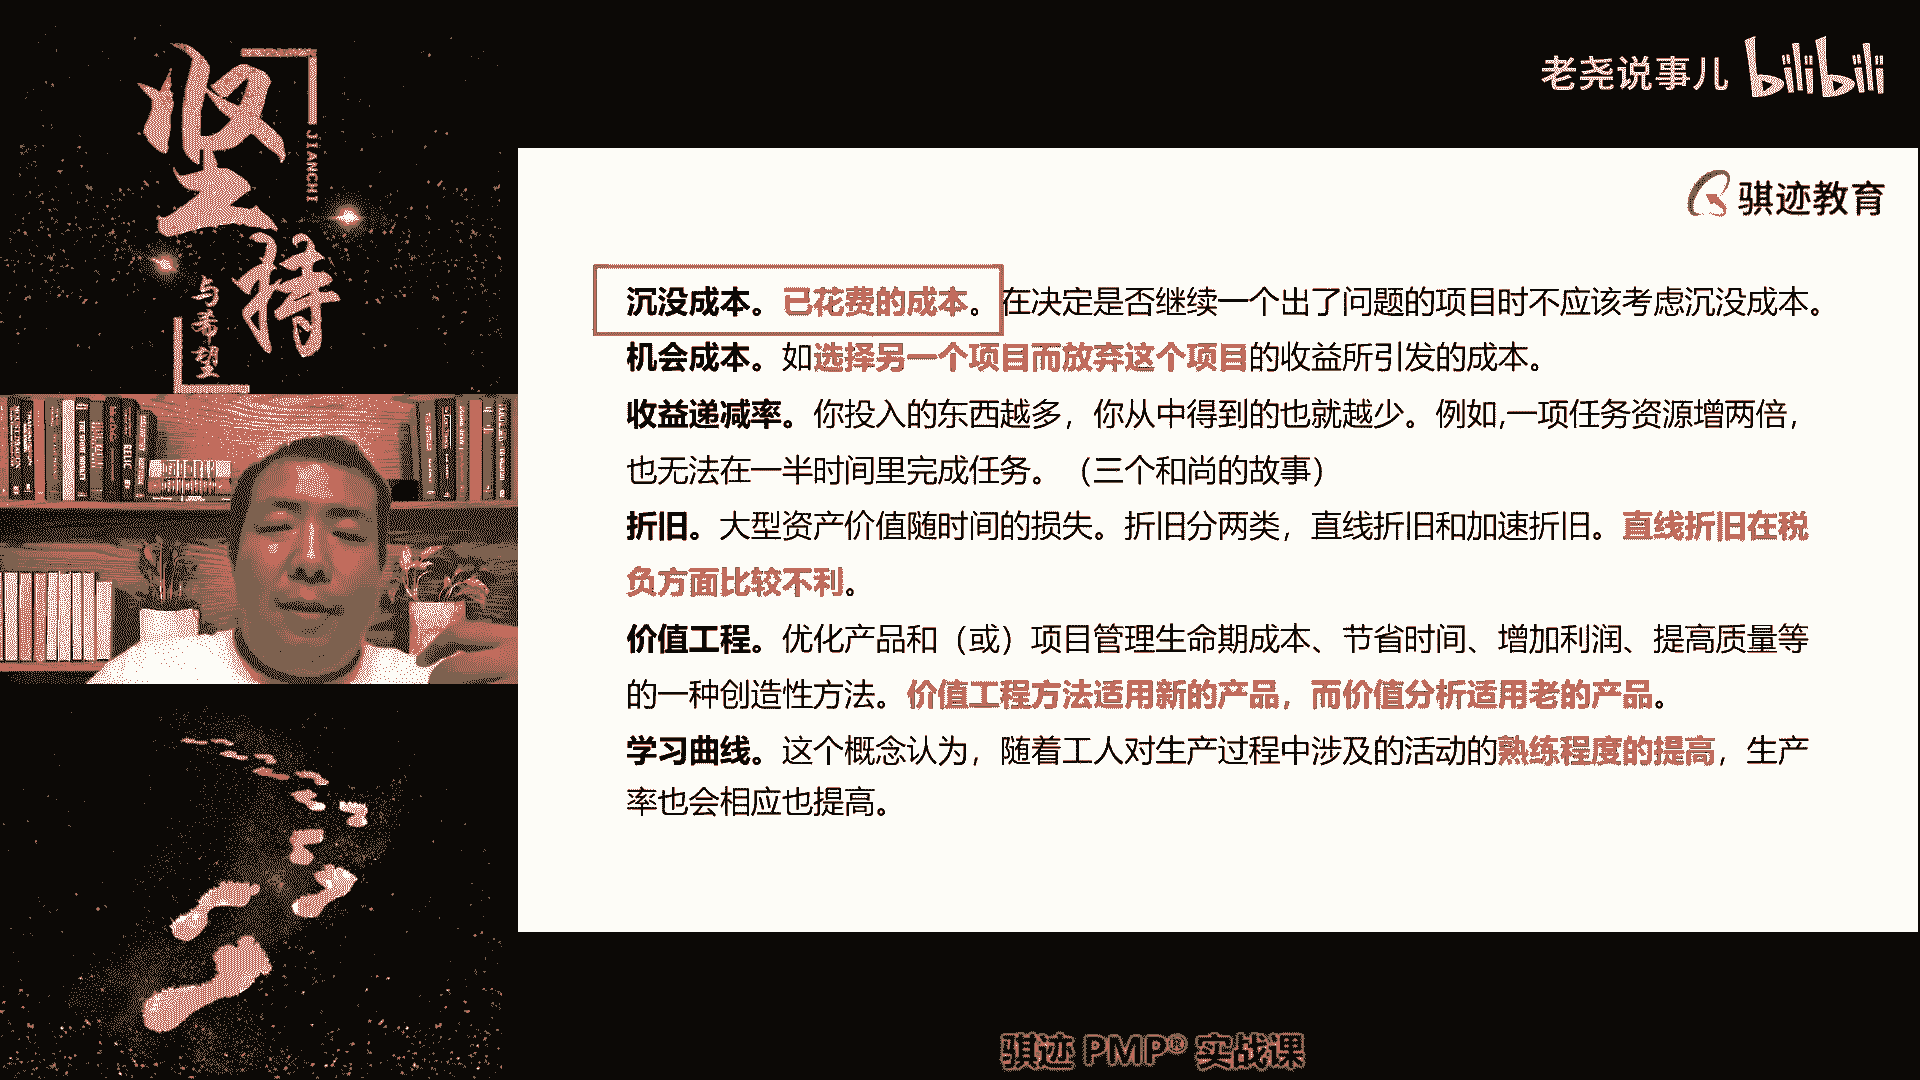 坚持
JIANCHI
与希望
老尧说事儿 bilibili
骐迹教育
沉没成本。已花费的成本。在决定是否继续一个出了问题的项目时不应该考虑沉没成本。
机会成本。如选择另一个项目而放弃这个项目的收益所引发的成本。
收益递减率。你投入的东西越多，你从中得到的也就越少。例如,一项任务资源增两倍，
也无法在一半时间里完成任务。（三个和尚的故事）
折旧。大型资产价值随时间的损失。折旧分两类，直线折旧和加速折旧。直线折旧在税
负方面比较不利。
价值工程。优化产品和（或）项目管理生命期成本、节省时间、增加利润、提高质量等
的一种创造性方法。价值工程方法适用新的产品，而价值分析适用老的产品。
学习曲线。这个概念认为，随着工人对生产过程中涉及的活动的熟练程度的提高，生产
率也会相应也提高。
骐迹 PMP® 实战课